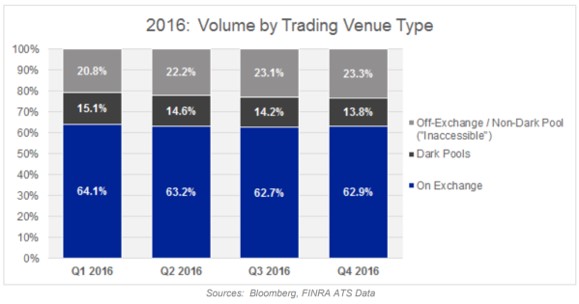 2016: Volume by Trading Venue Type
100%
90%
80%
70%
60%
50%
40%
30%
20%
10%
0%
20.8% 22.2% 23.1% 23.3%
15.1% 14.6% 14.2% 13.8%
64.1% 63.2% 62.7% 62.9%
Q1 2016 Q2 2016 Q3 2016 Q4 2016
Off-Exchange / Non-Dark Pool
("Inaccessible")
Dark Pools
On Exchange
Sources: Bloomberg, FINRA ATS Data